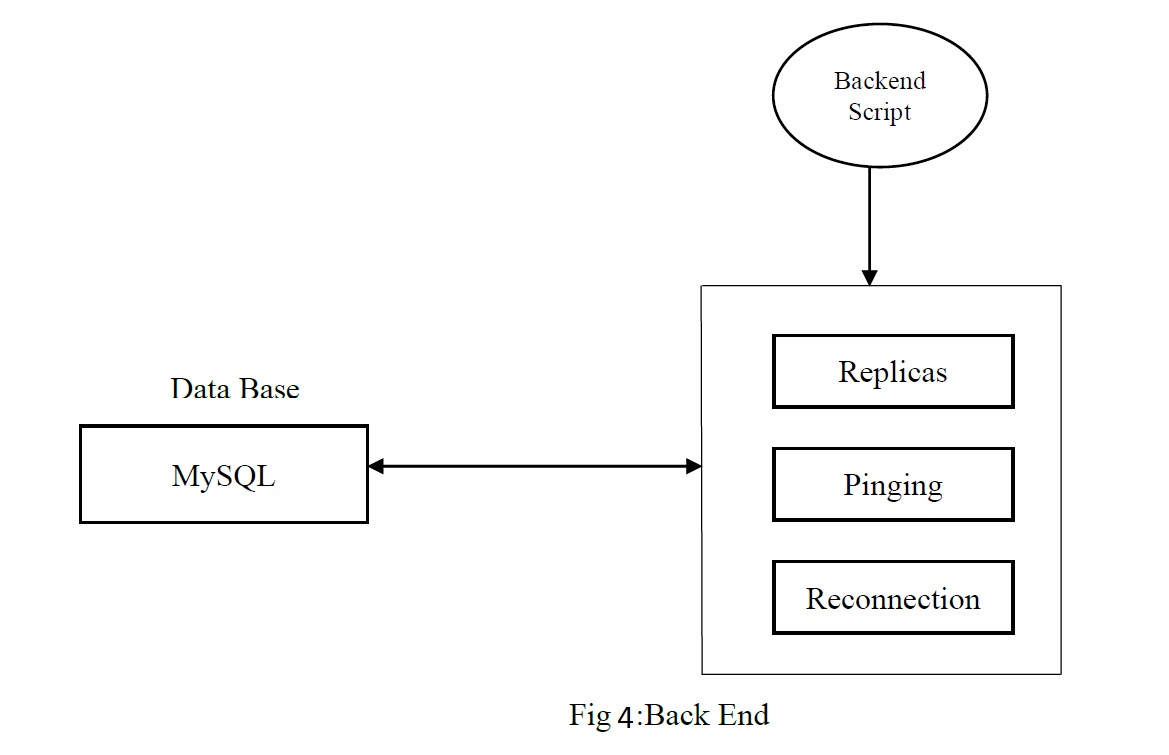 Backend
Script
Replicas
Data Base
MySQL
Pinging
Reconnection
Fig 4:Back End